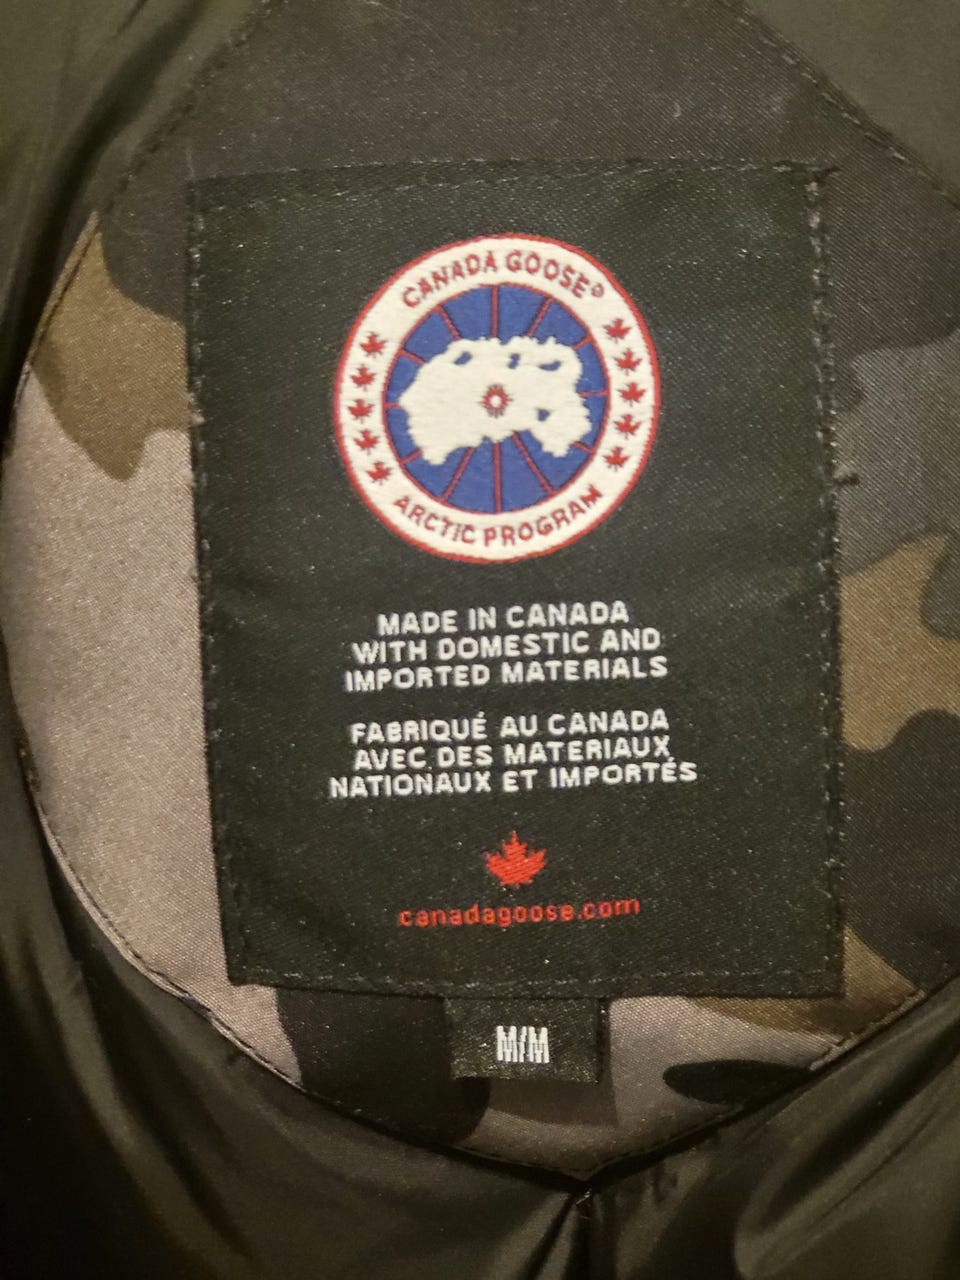 CANADA GOOSE®
ARCTIC PROGRAM
MADE IN CANADA
WITH DOMESTIC AND
IMPORTED MATERIALS
FABRIQUÉ AU CANADA
AVEC DES MATERIAUX
NATIONAUX ET IMPORTÉS
canadagoose.com
M/M